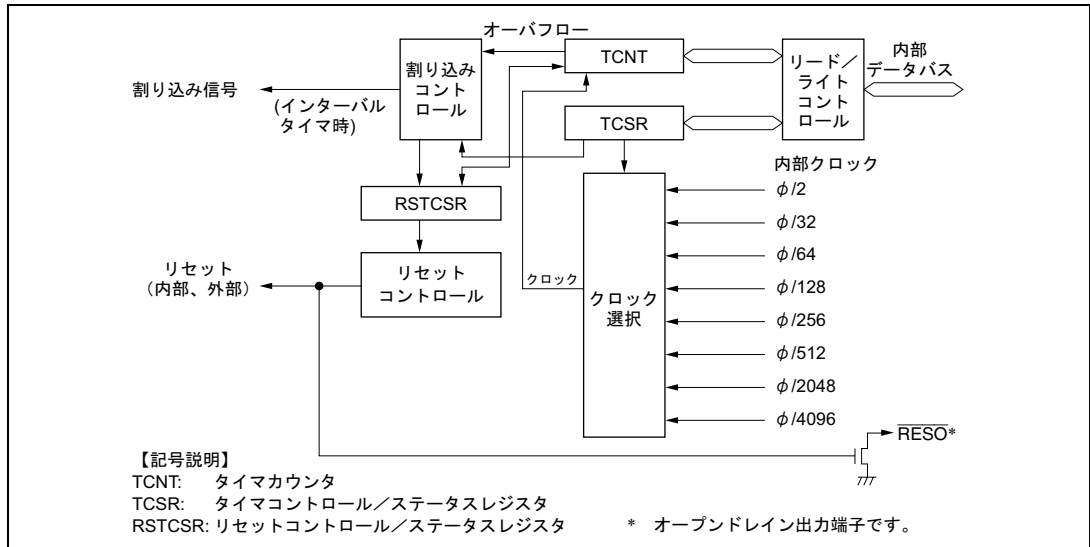 オーバフロー
割り込み信号
(インターバル
タイマ時)
割り込み
コント
ロール
TCNT
TCSR
リード／
ライト
コント
ロール
内部
データバス
RSTCSR
リセット
（内部、外部）
リセット
コントロール
クロック
クロック
選択
内部クロック
φ/2
φ/32
φ/64
φ/128
φ/256
φ/512
φ/2048
φ/4096
RESO*
【記号説明】
TCNT: タイマカウンタ
TCSR: タイマコントロール／ステータスレジスタ
RSTCSR: リセットコントロール／ステータスレジスタ
* オープンドレイン出力端子です。